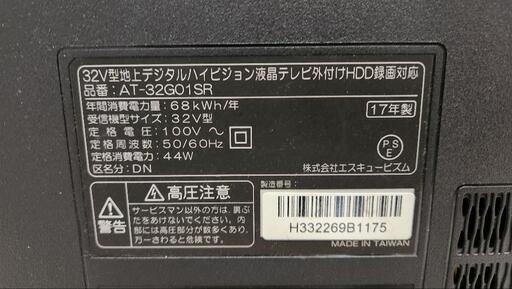 32V型地上デジタルハイビジョン液晶テレビ外付けHDD録画対応
品番：AT-32G01SR
年間消費電力量：68kWh/年
受信機型サイズ：32V型
定格電圧：100V ～
定格周波数：50/60Hz
定格消費電力：44W
区名分：DN
17年製
PS
E
株式会社エスキュービズム
警告
高圧注意
サービスマン以外の方は、裏ぶ
たをあけないでください。内部
には高圧部分が数多くあり、万
一さわると危険です。
製造番号：
H332269B1175
MADE IN TAIWAN